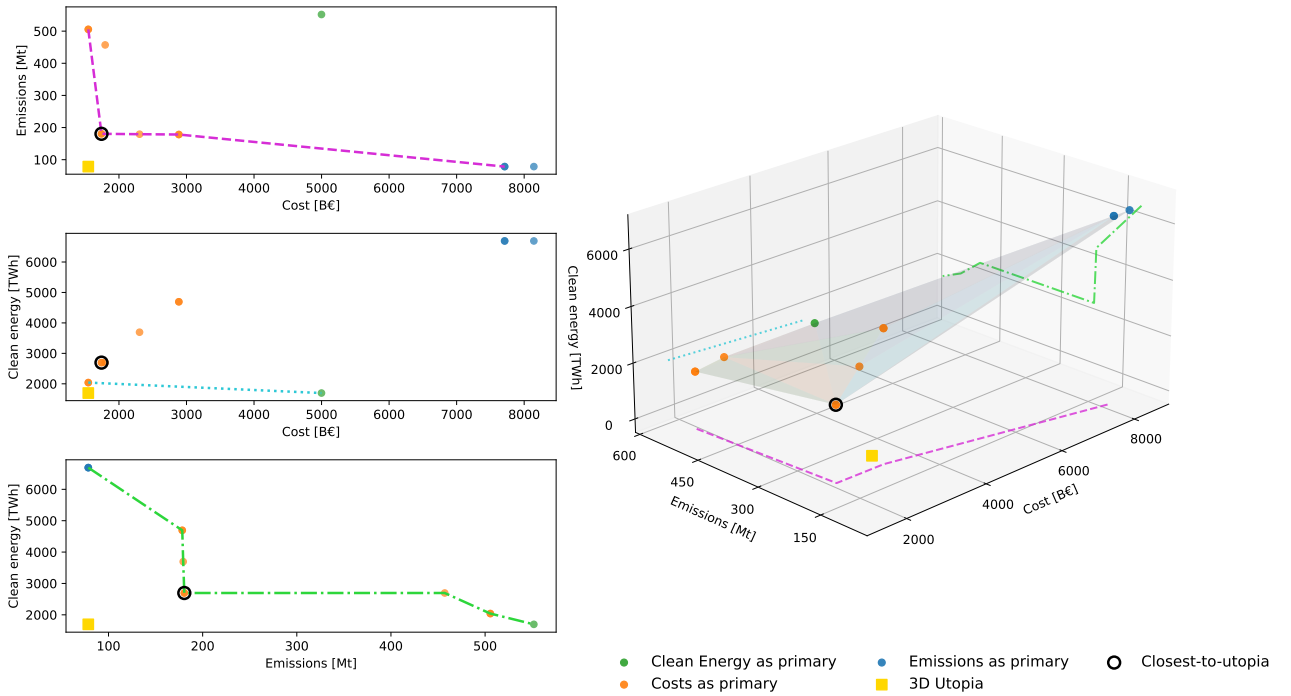 500
400
300
200
100
Emissions [Mt]
2000 3000 4000 5000 6000 7000 8000
Cost [B€]
6000
5000
4000
3000
2000
Clean energy [TWh]
2000 3000 4000 5000 6000 7000 8000
Cost [B€]
6000
5000
4000
3000
2000
Clean energy [TWh]
100 200 300 400 500
Emissions [Mt]
6000
4000
2000
0
Clean energy [TWh]
600
450
300
150
Emissions [Mt]
2000
4000
6000
8000
Cost [B€]
Clean Energy as primary
Costs as primary
Emissions as primary
3D Utopia
Closest-to-utopia